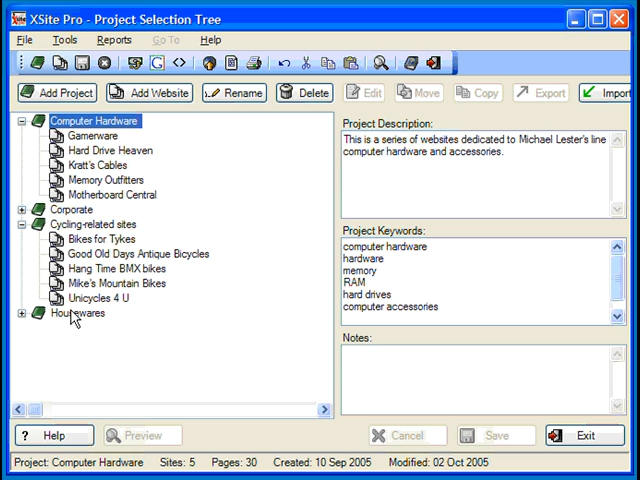 XSite Pro - Project Selection Tree
File Tools Reports Go To Help
Add Project Add Website Rename Delete Edit Move Copy Export Import
Computer Hardware
Gamerware
Hard Drive Heaven
Kratt's Cables
Memory Outfitters
Motherboard Central
Corporate
Cycling-related sites
Bikes for Tykes
Good Old Days Antique Bicycles
Hang Time BMX bikes
Mike's Mountain Bikes
Unicycles 4 U
Housewares
Project Description:
This is a series of websites dedicated to Michael Lester's line
computer hardware and accessories.
Project Keywords:
computer hardware
hardware
memory
RAM
hard drives
computer accessories
Notes:
? Help Preview Cancel Save Exit
Project: Computer Hardware Sites: 5 Pages: 30 Created: 10 Sep 2005 Modified: 02 Oct 2005